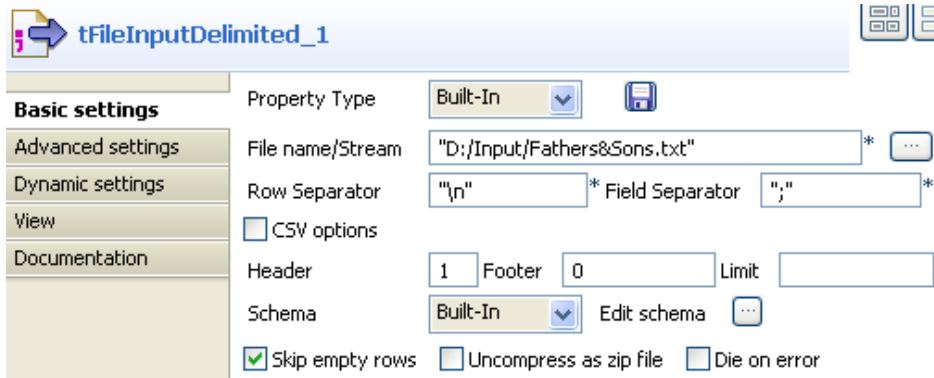 tFileInputDelimited_1
Basic settings
Advanced settings
Dynamic settings
View
Documentation
Property Type Built-In
File name/Stream "D:/Input/Fathers&Sons.txt" * ...
Row Separator "\n" * Field Separator ";" *
CSV options
Header 1 Footer 0 Limit
Schema Built-In Edit schema ...
Skip empty rows Uncompress as zip file Die on error